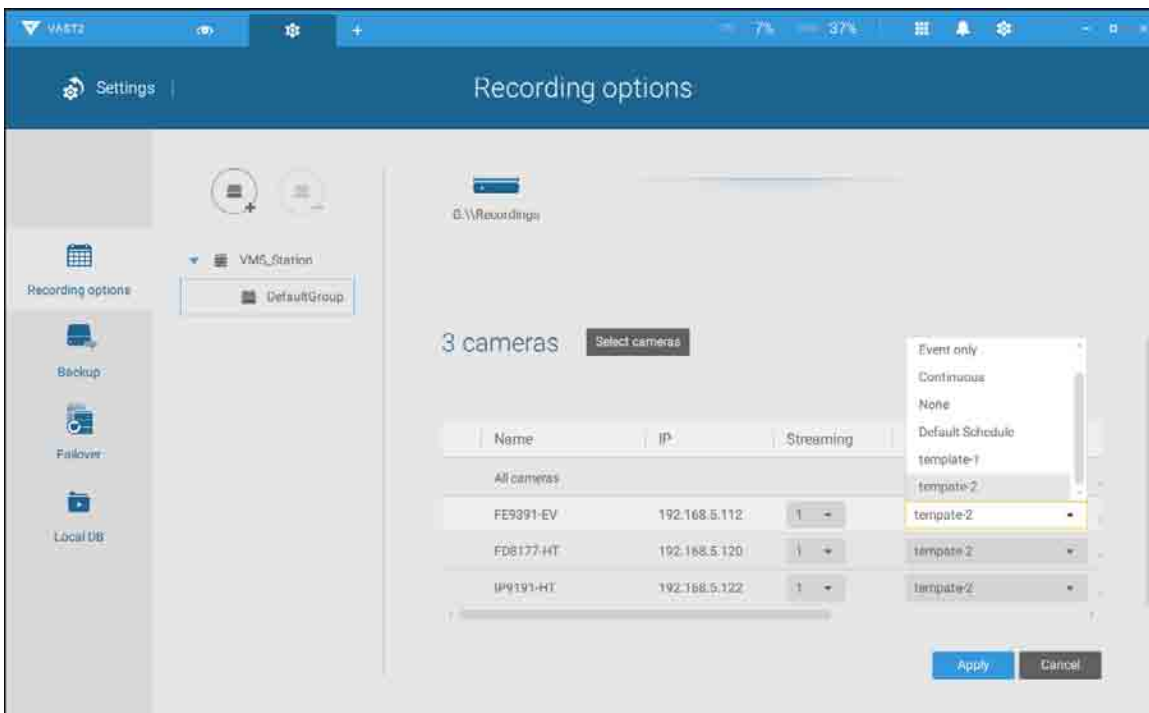 VAST2
7% 37%
Settings
Recording options
G:\\Recordings
VMS_Station
Recording options
DefaultGroup
3 cameras Select cameras
Event only
Backup
Continuous
None
Default Schedule
Name IP Streaming
Failover
template-1
All cameras
tempate-2
FE9391-EV 192.168.5.112 1 tempate-2
Local DB
FD8177-HT 192.168.5.120 1 tempate-2
IP9191-HT 192.168.5.122 1 tempate-2
Apply Cancel